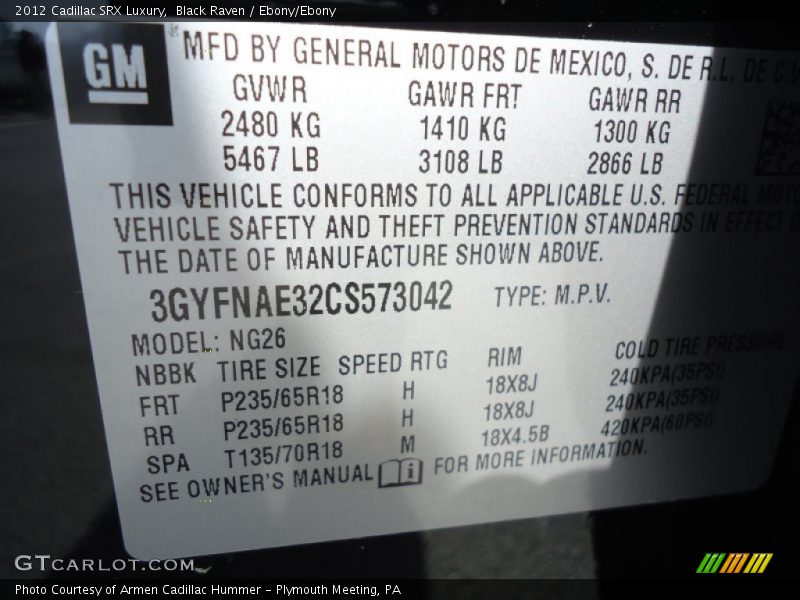 2012 Cadillac SRX Luxury, Black Raven / Ebony/Ebony
GM
MFD BY GENERAL MOTORS DE MEXICO, S. DE R.L. DE C.V
GVWR GAWR FRT GAWR RR
2480 KG 1410 KG 1300 KG
5467 LB 3108 LB 2866 LB
THIS VEHICLE CONFORMS TO ALL APPLICABLE U.S. FEDERAL MOTO
VEHICLE SAFETY AND THEFT PREVENTION STANDARDS IN EFFECT O
THE DATE OF MANUFACTURE SHOWN ABOVE.
3GYFNAE32CS573042 TYPE: M.P.V.
MODEL: NG26
NBBK TIRE SIZE SPEED RTG RIM COLD TIRE PRESSURE
FRT P235/65R18 H 18X8J 240KPA(35PSI)
RR P235/65R18 H 18X8J 240KPA(35PSI)
SPA T135/70R18 M 18X4.5B 420KPA(60PSI)
SEE OWNER'S MANUAL FOR MORE INFORMATION.
GTCARLOT.COM
Photo Courtesy of Armen Cadillac Hummer - Plymouth Meeting, PA